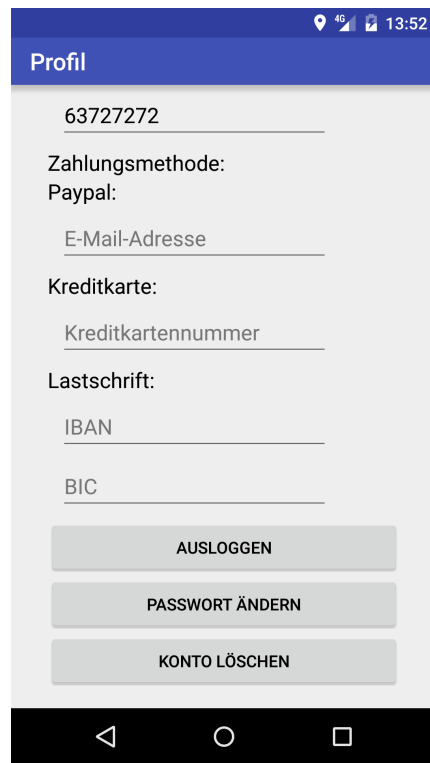 4G 13:52
Profil
63727272
Zahlungsmethode:
Paypal:
E-Mail-Adresse
Kreditkarte:
Kreditkartennummer
Lastschrift:
IBAN
BIC
AUSLOGGEN
PASSWORT ÄNDERN
KONTO LÖSCHEN